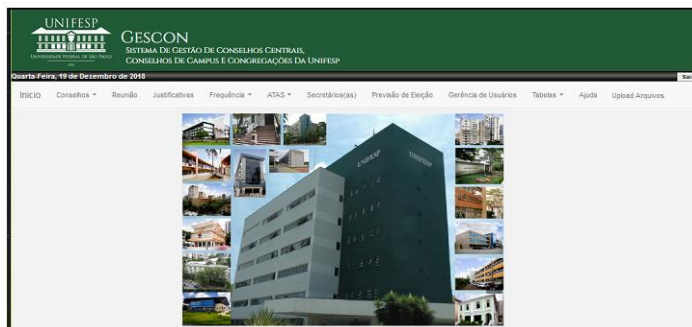 UNIFESP
UNIVERSIDADE FEDERAL DE SÃO PAULO
GESCON
SISTEMA DE GESTÃO DE CONSELHOS CENTRAIS,
CONSELHOS DE CAMPUS E CONGREGAÇÕES DA UNIFESP
Quarta-Feira, 19 de Dezembro de 2018
Início Conselhos Reunião Justificativas Frequência ATAS Secretários(as) Previsão de Eleição Gerência de Usuários Tabelas Ajuda Upload Arquivos
UNIFESP UNIFESP